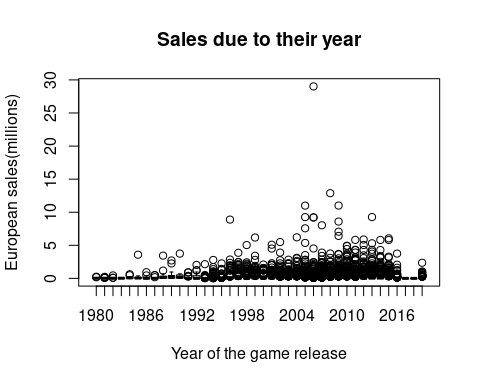 Sales due to their year
European sales(millions)
30
25
20
15
10
5
0
1980 1986 1992 1998 2004 2010 2016
Year of the game release